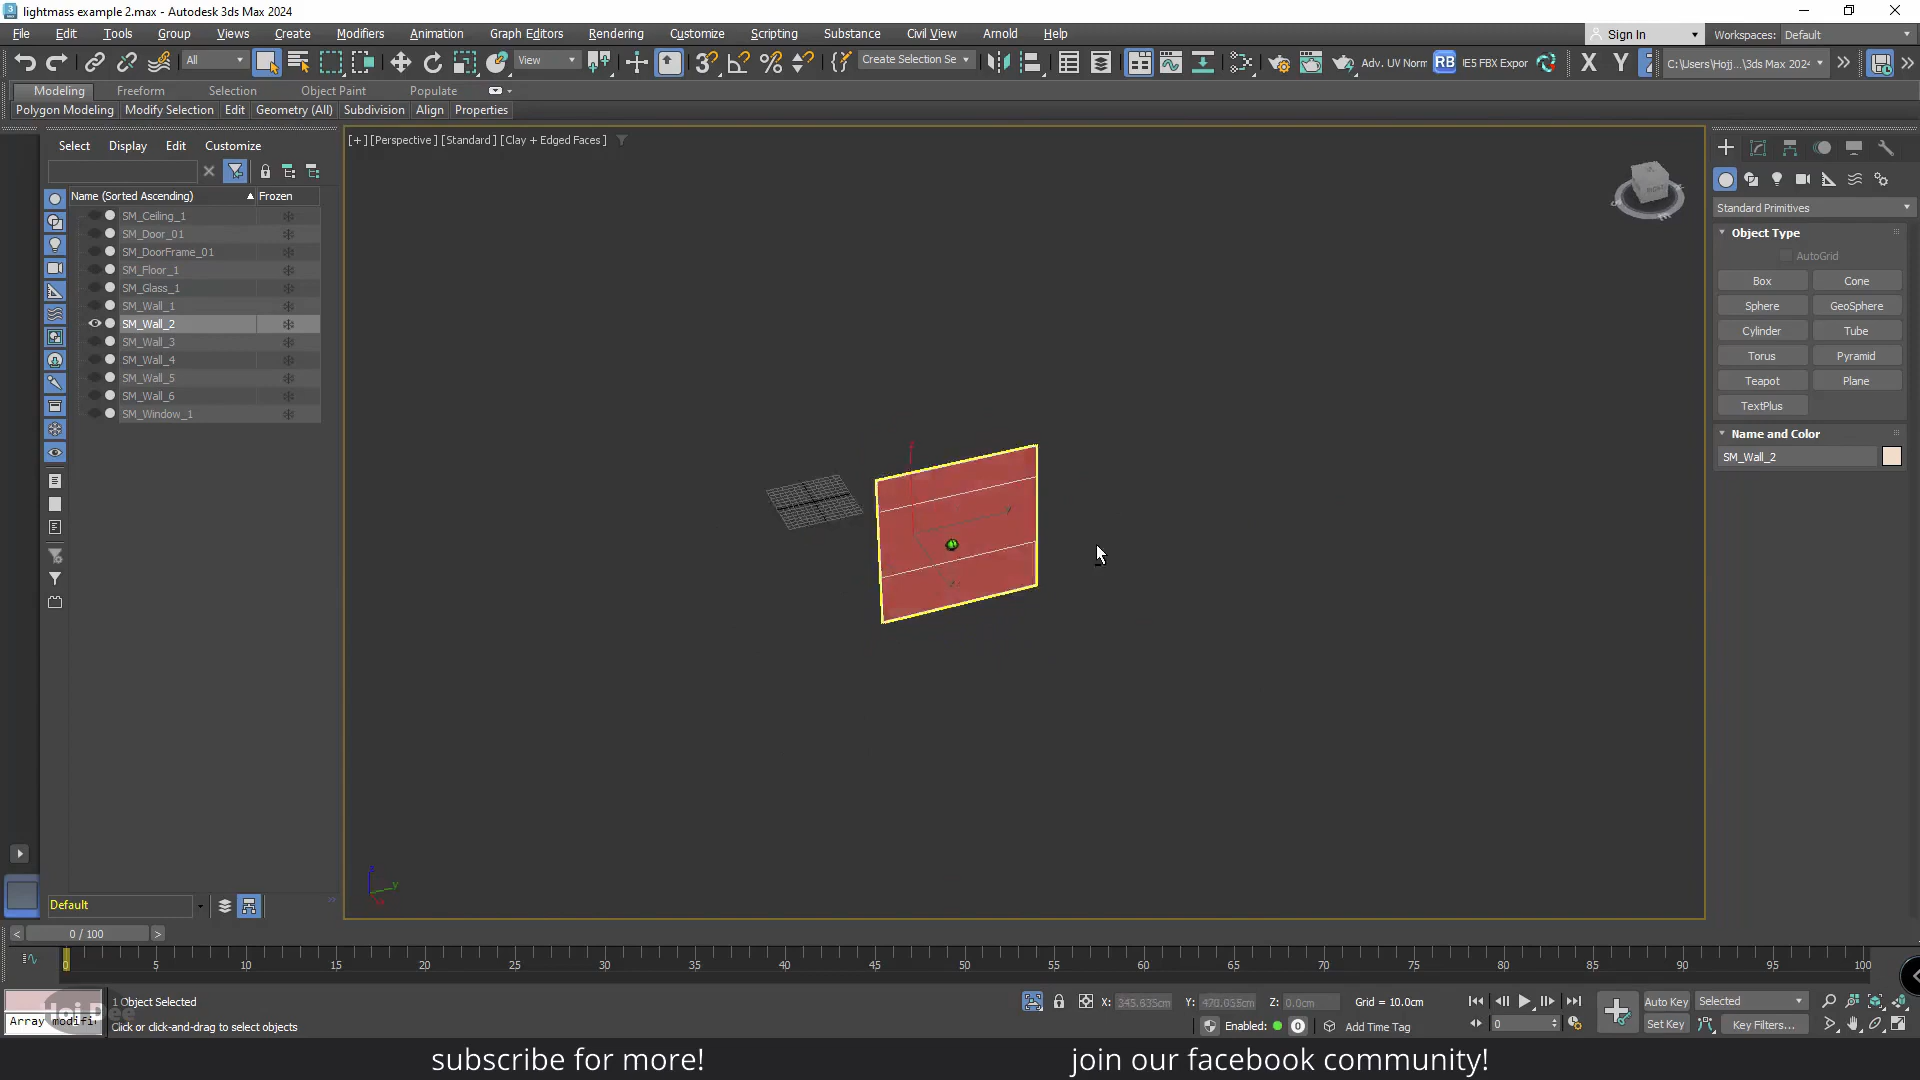 lightmass example 2.max - Autodesk 3ds Max 2024
File Edit Tools Group Views Create Modifiers Animation Graph Editors Rendering Customize Scripting Substance Civil View Arnold Help
Sign In
Workspaces: Default
All
View
Create Selection Se
Adv. UV Norm
RB
IES FBX Expor
X Y Z
C:\Users\Hojj...\3ds Max 2024
Modeling Freeform Selection Object Paint Populate
Polygon Modeling Modify Selection Edit Geometry (All) Subdivision Align Properties
Select Display Edit Customize
Name (Sorted Ascending) Frozen
SM_Ceiling_1
SM_Door_01
SM_DoorFrame_01
SM_Floor_1
SM_Glass_1
SM_Wall_1
SM_Wall_2
SM_Wall_3
SM_Wall_4
SM_Wall_5
SM_Wall_6
SM_Window_1
[+] [Perspective] [Standard] [Clay + Edged Faces]
Standard Primitives
Object Type
AutoGrid
Box Cone
Sphere GeoSphere
Cylinder Tube
Torus Pyramid
Teapot Plane
TextPlus
Name and Color
SM_Wall_2
Default
0 / 100
0 5 10 15 20 25 30 35 40 45 50 55 60 65 70 75 80 85 90 95 100
1 Object Selected
X: 345.635cm Y: 470.035cm Z: 0.0cm Grid = 10.0cm
Auto Key Selected
Array modifi
Click or click-and-drag to select objects
Enabled: 0 Add Time Tag
0
Set Key Key Filters...
subscribe for more!
join our facebook community!